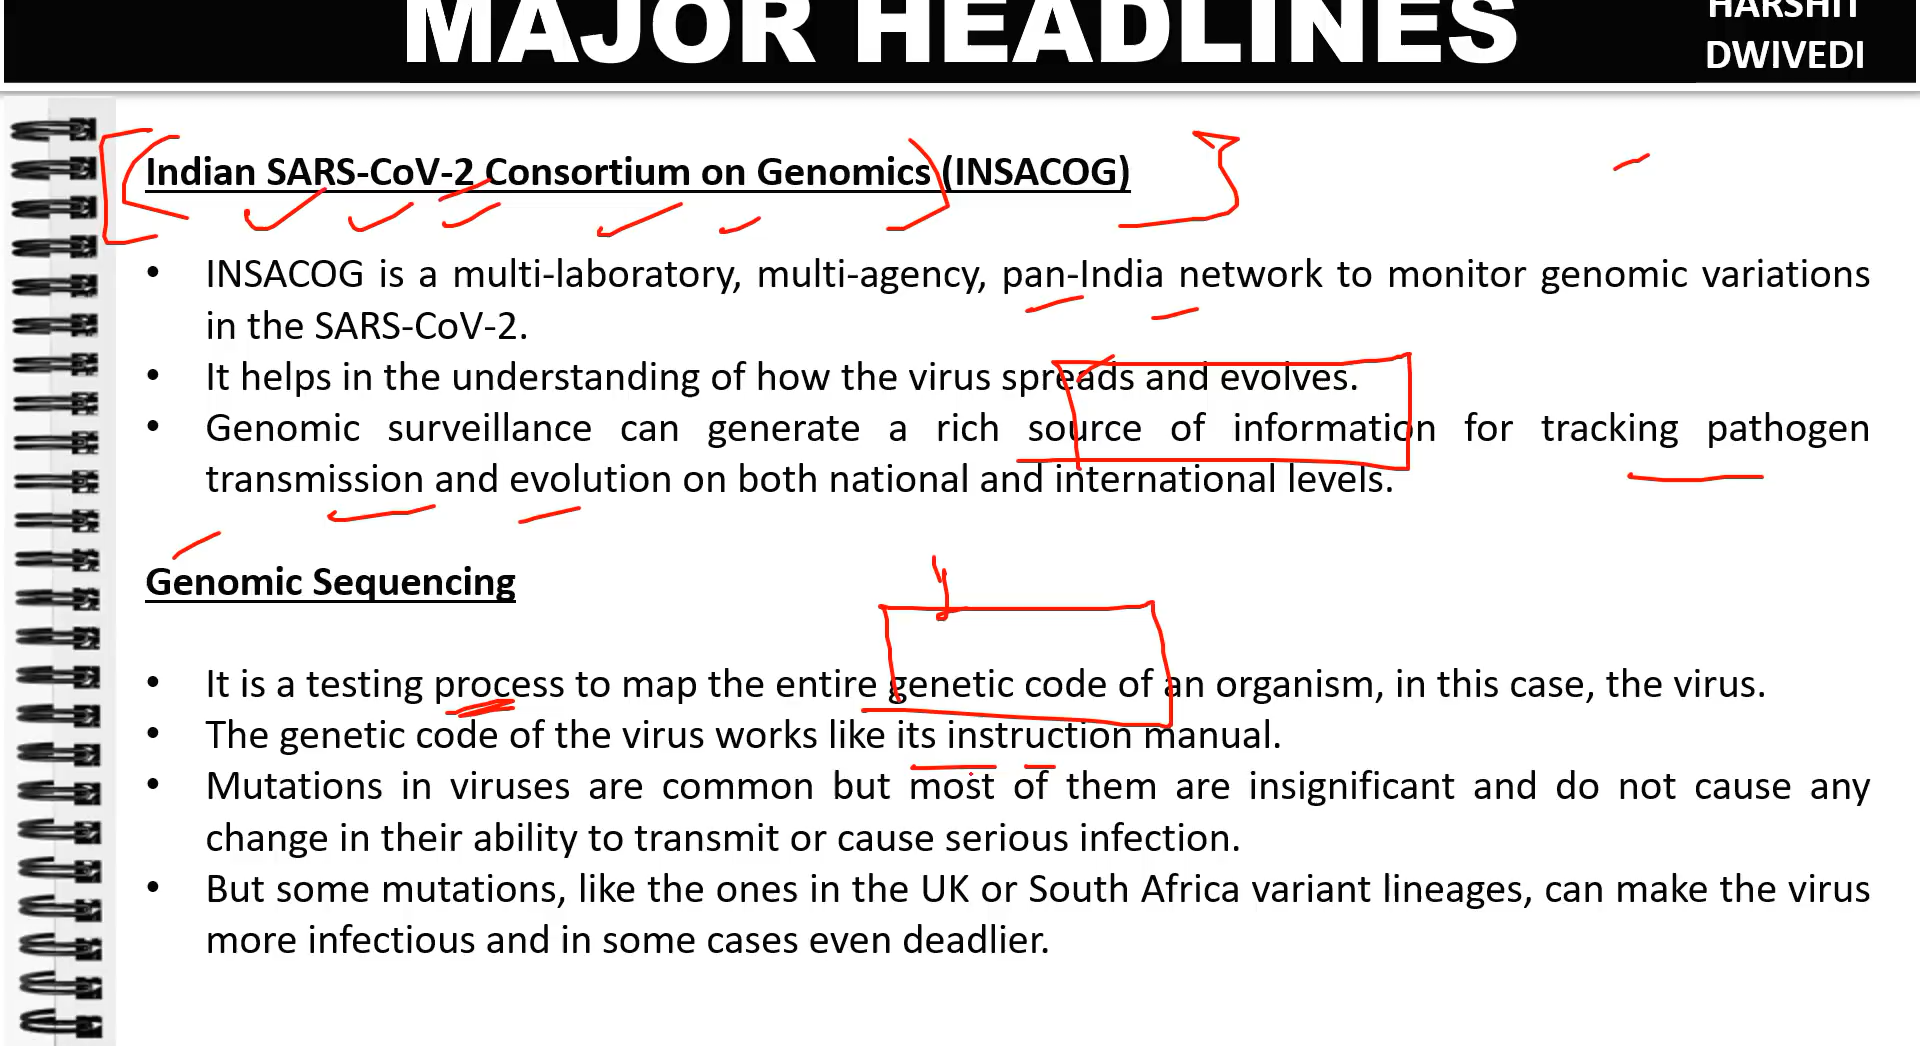 MAJOR HEADLINES
HARSHIT
DWIVEDI
Indian SARS-CoV-2 Consortium on Genomics (INSACOG)
• INSACOG is a multi-laboratory, multi-agency, pan-India network to monitor genomic variations
in the SARS-CoV-2.
• It helps in the understanding of how the virus spreads and evolves.
• Genomic surveillance can generate a rich source of information for tracking pathogen
transmission and evolution on both national and international levels.
Genomic Sequencing
• It is a testing process to map the entire genetic code of an organism, in this case, the virus.
• The genetic code of the virus works like its instruction manual.
• Mutations in viruses are common but most of them are insignificant and do not cause any
change in their ability to transmit or cause serious infection.
• But some mutations, like the ones in the UK or South Africa variant lineages, can make the virus
more infectious and in some cases even deadlier.